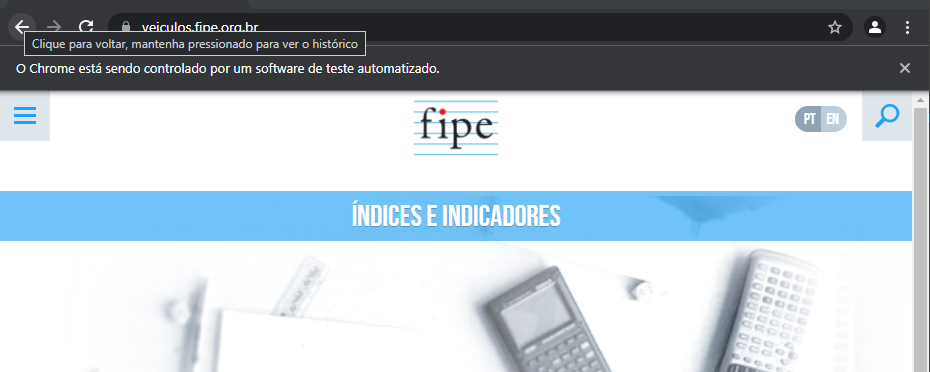 veiculos.fipe.org.br
Clique para voltar, mantenha pressionado para ver o histórico
O Chrome está sendo controlado por um software de teste automatizado.
fipe
PT EN
ÍNDICES E INDICADORES